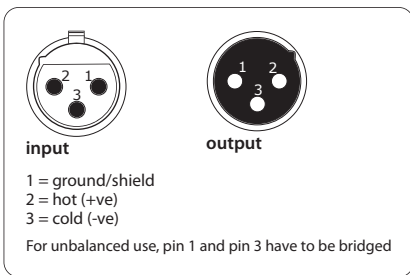 2 1
3
1 2
3
input
output
1 = ground/shield
2 = hot (+ve)
3 = cold (-ve)
For unbalanced use, pin 1 and pin 3 have to be bridged